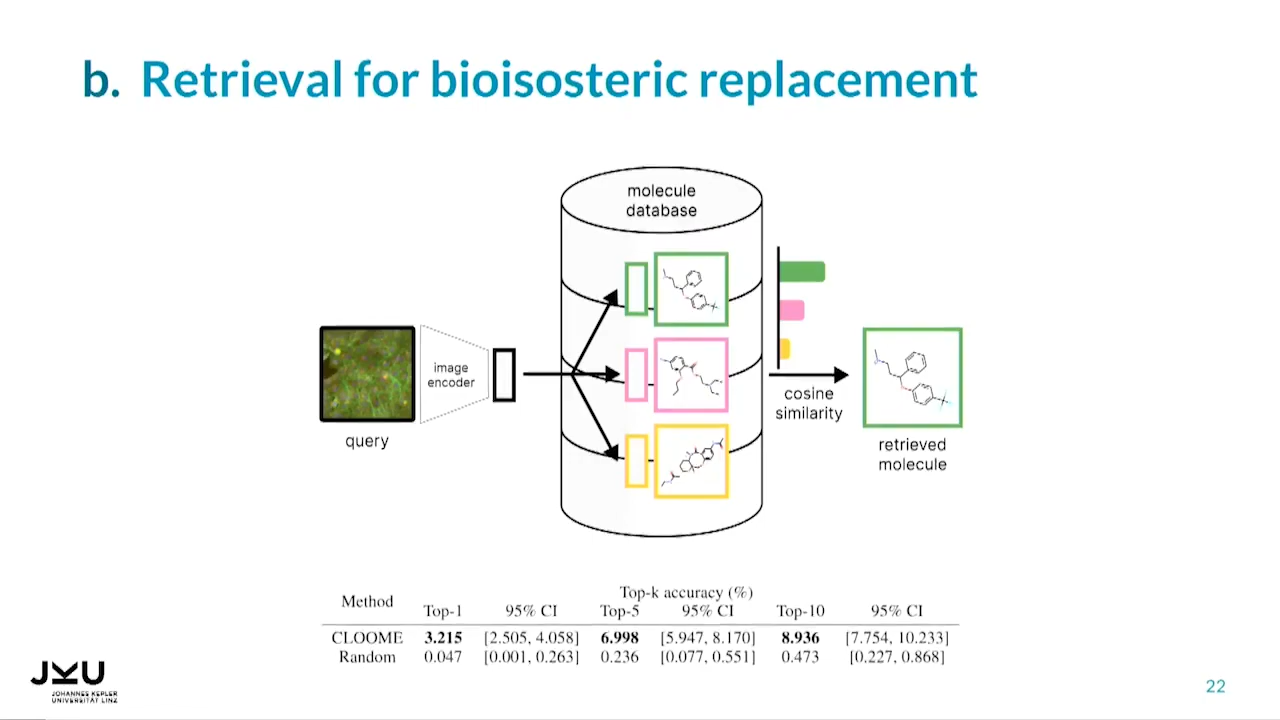 b. Retrieval for bioisosteric replacement
molecule
database
image
encoder
query
cosine
similarity
retrieved
molecule
Method
Top-k accuracy (%)
Top-1 95% CI Top-5 95% CI Top-10 95% CI
CLOOME 3.215 [2.505, 4.058] 6.998 [5.947, 8.170] 8.936 [7.754, 10.233]
Random 0.047 [0.001, 0.263] 0.236 [0.077, 0.551] 0.473 [0.227, 0.868]
JKU
JOHANNES KEPLER
UNIVERSITÄT LINZ
22